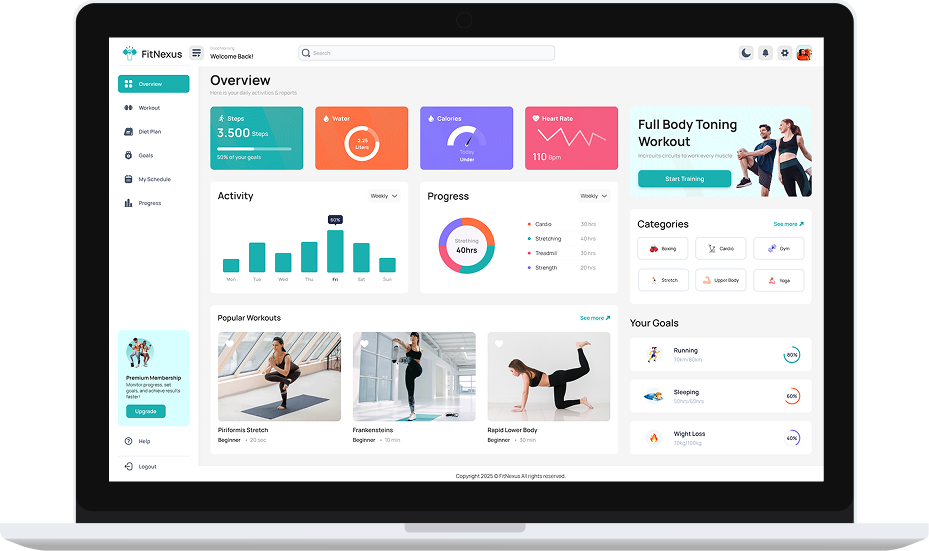 FitNexus
Good Morning
Welcome Back!
Search
Overview
Workout
Diet Plan
Goals
My Schedule
Progress
Premium Membership
Monitor progress, set
goals, and achieve results
faster!
Upgrade
Help
Logout
Overview
Here is your daily activities & reports
Steps
3.500 Steps
50% of your goals
Water
2.25
Liters
Calories
Today
Under
Heart Rate
110 Bpm
Full Body Toning
Workout
Includes circuits to work every muscle
Start Training
Activity
Weekly
60%
Mon Tue Wed Thu Fri Sat Sun
Progress
Weekly
Strething
40hrs
Cardio 30 hrs
Stretching 40 hrs
Treadmill 30 hrs
Strength 20 hrs
Categories
See more
Boxing
Cardio
Gym
Stretch
Upper Body
Yoga
Popular Workouts
See more
Piriformis Stretch
Beginner • 20 sec
Frankensteins
Beginner • 10 min
Rapid Lower Body
Beginner • 30 min
Your Goals
Running
70km/80km
80%
Sleeping
50hrs/60hrs
60%
Wight Loss
70kg/100kg
40%
Copyright 2025 © FitNexus All rights reserved.